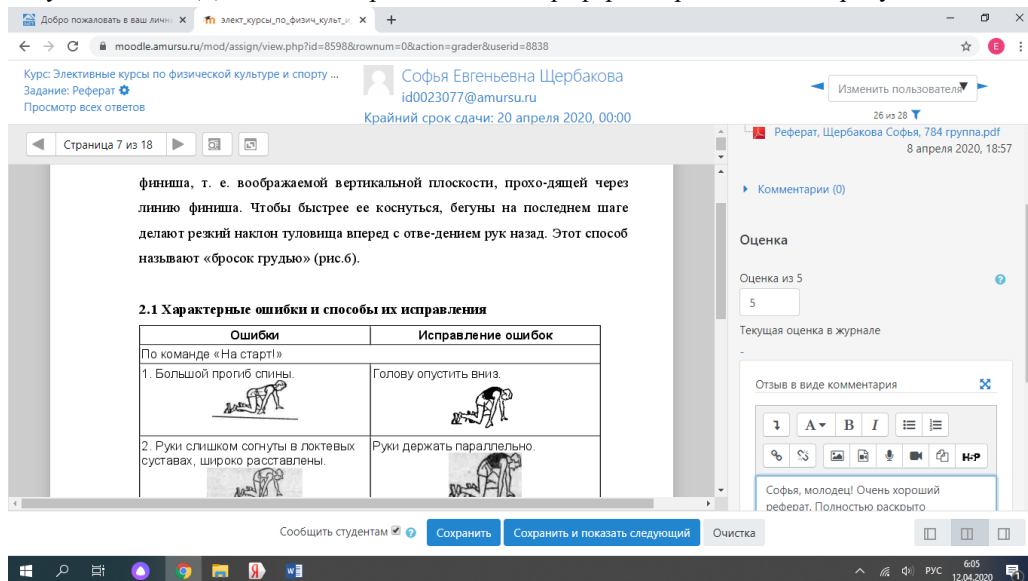 Добро пожаловать в ваш личн
элект_курсы_по_физич_культ_и_
moodle.amursu.ru/mod/assign/view.php?id=8598&rownum=0&action=grader&userid=8838
E
Курс: Элективные курсы по физической культуре и спорту ...
Задание: Реферат
Просмотр всех ответов
Софья Евгеньевна Щербакова
id0023077@amursu.ru
Крайний срок сдачи: 20 апреля 2020, 00:00
Изменить пользователя
26 из 28
Страница 7 из 18
Реферат, Щербакова Софья, 784 группа.pdf
8 апреля 2020, 18:57
Комментарии (0)
финиша, т. е. воображаемой вертикальной плоскости, прохо-дящей через
линию финиша. Чтобы быстрее ее коснуться, бегуны на последнем шаге
делают резкий наклон туловища вперед с отве-дением рук назад. Этот способ
называют «бросок грудью» (рис.6).
2.1 Характерные ошибки и способы их исправления
Ошибки
Исправление ошибок
По команде «На старт!»
1. Большой прогиб спины.
Голову опустить вниз.
2. Руки слишком согнуты в локтевых
суставах, широко расставлены.
Руки держать параллельно.
Оценка
Оценка из 5
5
Текущая оценка в журнале
-
Отзыв в виде комментария
A B I
H-P
Софья, молодец! Очень хороший
реферат. Полностью раскрыто
Сообщить студентам
Сохранить
Сохранить и показать следующий
Очистка
РУС
6:05
12.04.2020